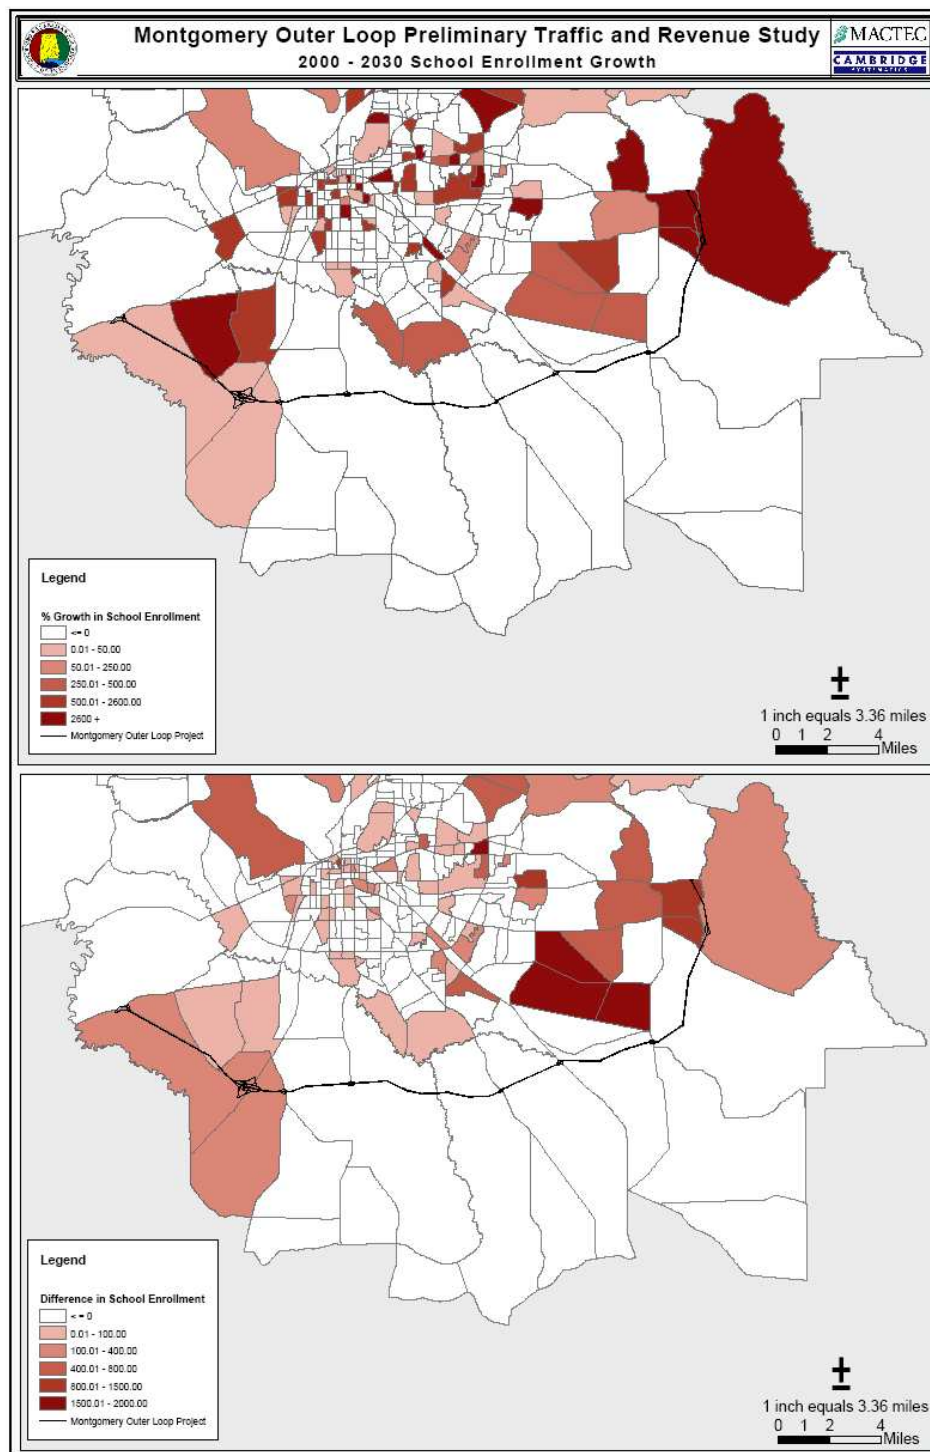 Montgomery Outer Loop Preliminary Traffic and Revenue Study
2000 - 2030 School Enrollment Growth
MACTEC
CAMBRIDGE
SYSTEMATICS
Legend
% Growth in School Enrollment
<= 0
0.01 - 50.00
50.01 - 250.00
250.01 - 500.00
500.01 - 2600.00
2600 +
Montgomery Outer Loop Project
1 inch equals 3.36 miles
0 1 2 4
Miles
Legend
Difference in School Enrollment
< = 0
0.01 - 100.00
100.01 - 400.00
400.01 - 800.00
800.01 - 1500.00
1500.01 - 2000.00
Montgomery Outer Loop Project
1 inch equals 3.36 miles
0 1 2 4
Miles